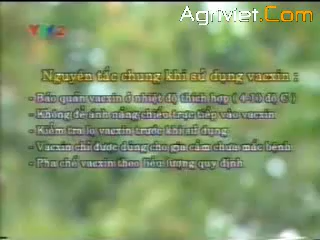 VTV2
Agriviet.Com
Nguyên tắc chung khi sử dụng vacxin :
- Bảo quản vacxin ở nhiệt độ thích hợp ( 4-10 độ C )
- Không để ánh nắng chiếu trực tiếp vào vacxin
- Kiểm tra lọ vacxin trước khi sử dụng
- Vacxin chỉ được dùng cho gia cầm chưa mắc bệnh
- Pha chế vacxin theo liều lượng quy định